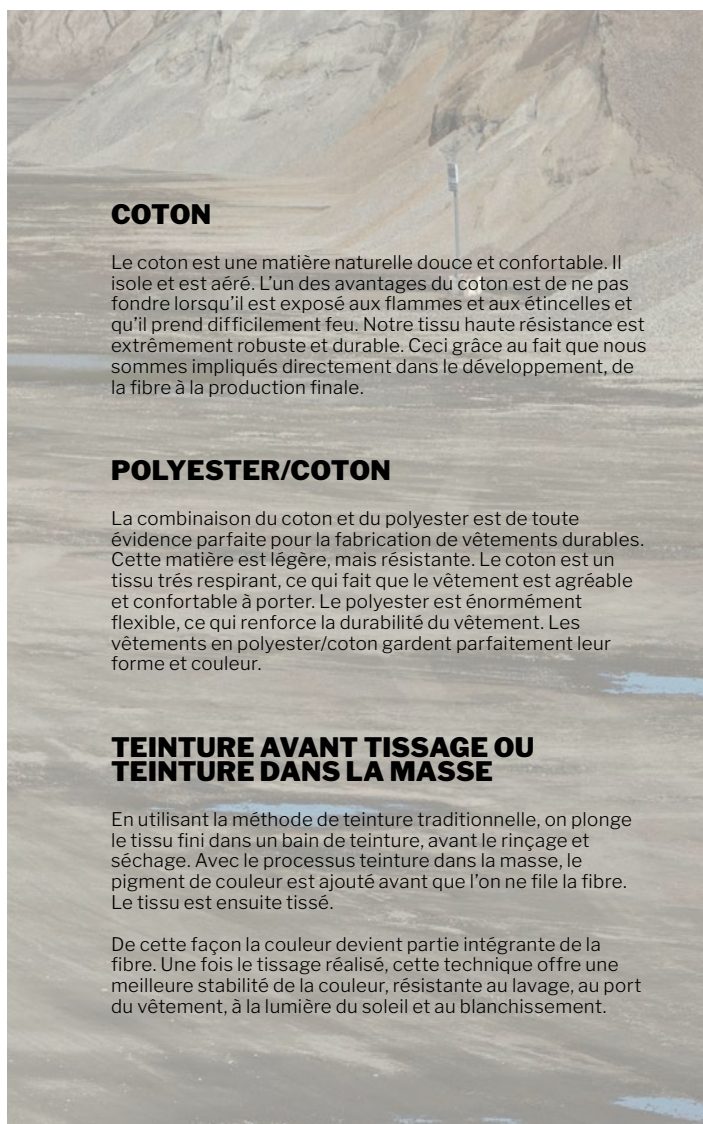 COTON
Le coton est une matière naturelle douce et confortable. Il
isole et est aéré. L'un des avantages du coton est de ne pas
fondre lorsqu'il est exposé aux flammes et aux étincelles et
qu'il prend difficilement feu. Notre tissu haute résistance est
extrêmement robuste et durable. Ceci grâce au fait que nous
sommes impliqués directement dans le développement, de
la fibre à la production finale.
POLYESTER/COTON
La combinaison du coton et du polyester est de toute
évidence parfaite pour la fabrication de vêtements durables.
Cette matière est légère, mais résistante. Le coton est un
tissu trés respirant, ce qui fait que le vêtement est agréable
et confortable à porter. Le polyester est énormément
flexible, ce qui renforce la durabilité du vêtement. Les
vêtements en polyester/coton gardent parfaitement leur
forme et couleur.
TEINTURE AVANT TISSAGE OU
TEINTURE DANS LA MASSE
En utilisant la méthode de teinture traditionnelle, on plonge
le tissu fini dans un bain de teinture, avant le rinçage et
séchage. Avec le processus teinture dans la masse, le
pigment de couleur est ajouté avant que l'on ne file la fibre.
Le tissu est ensuite tissé.
De cette façon la couleur devient partie intégrante de la
fibre. Une fois le tissage réalisé, cette technique offre une
meilleure stabilité de la couleur, résistante au lavage, au port
du vêtement, à la lumière du soleil et au blanchissement.